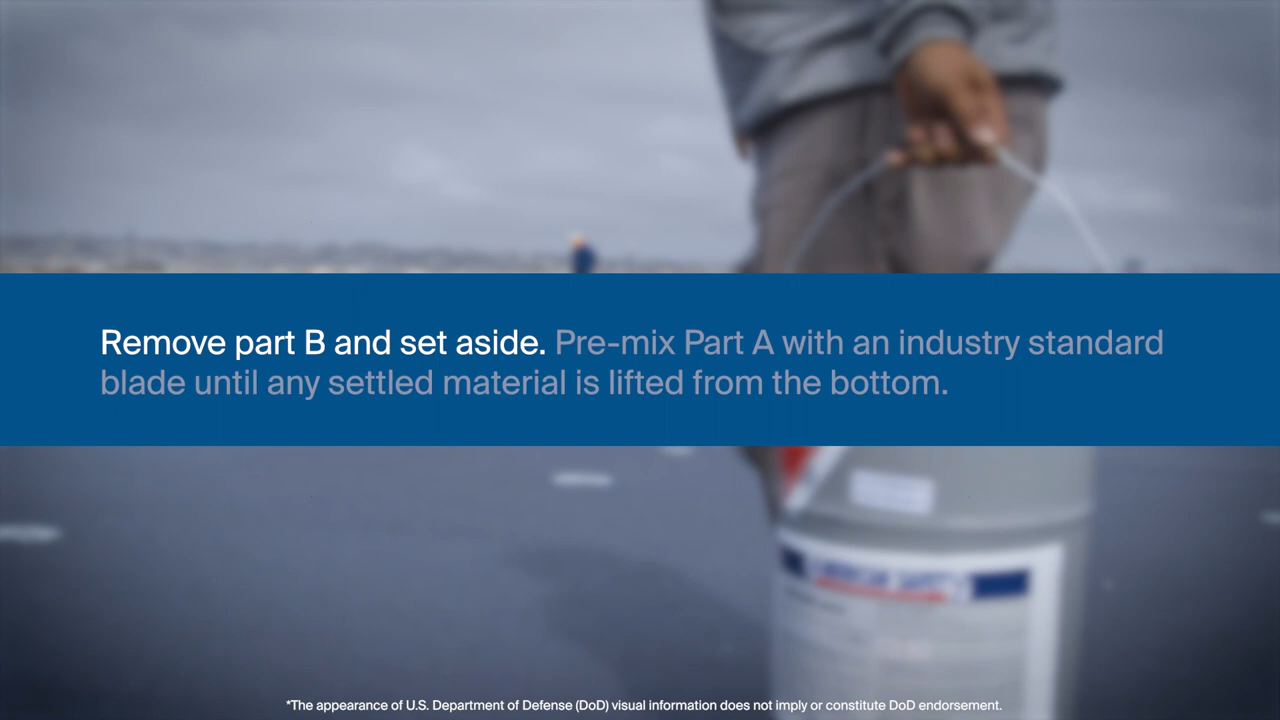 Remove part B and set aside. Pre-mix Part A with an industry standard
blade until any settled material is lifted from the bottom.
*The appearance of U.S. Department of Defense (DoD) visual information does not imply or constitute DoD endorsement.